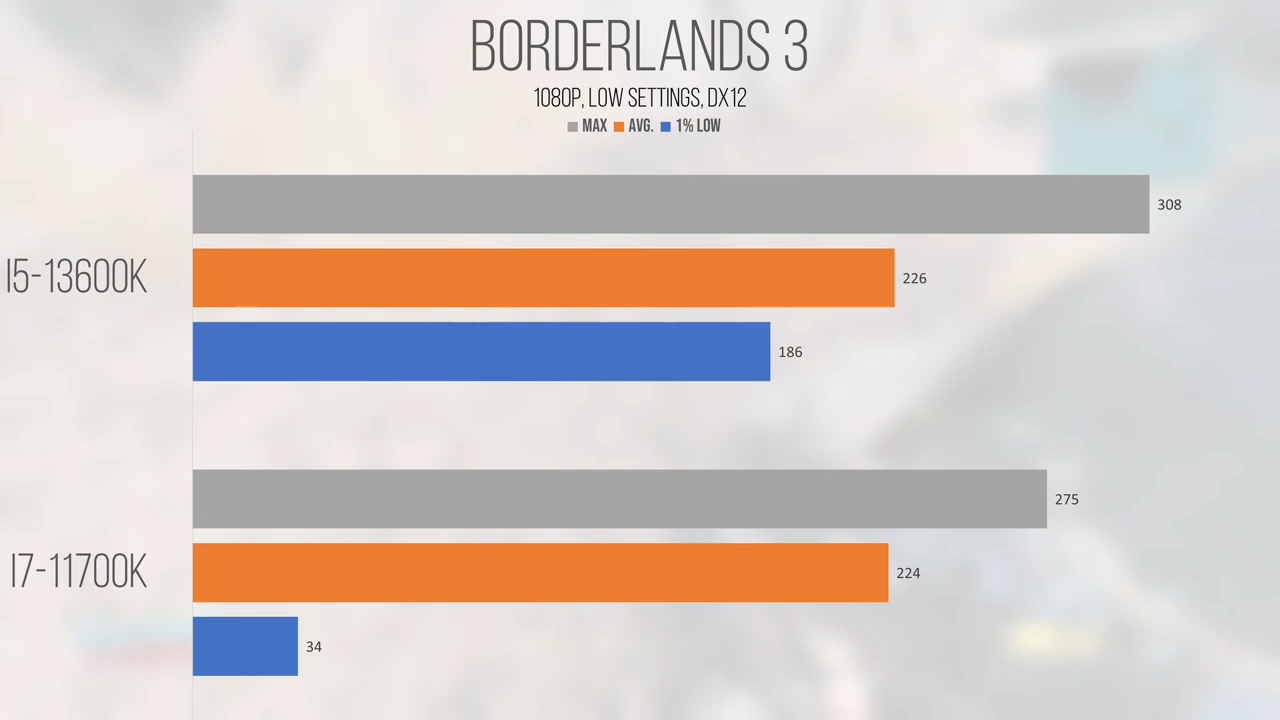 BORDERLANDS 3
1080P, LOW SETTINGS, DX12
MAX AVG. 1% LOW
308
I5-13600K
226
186
275
I7-11700K
224
34